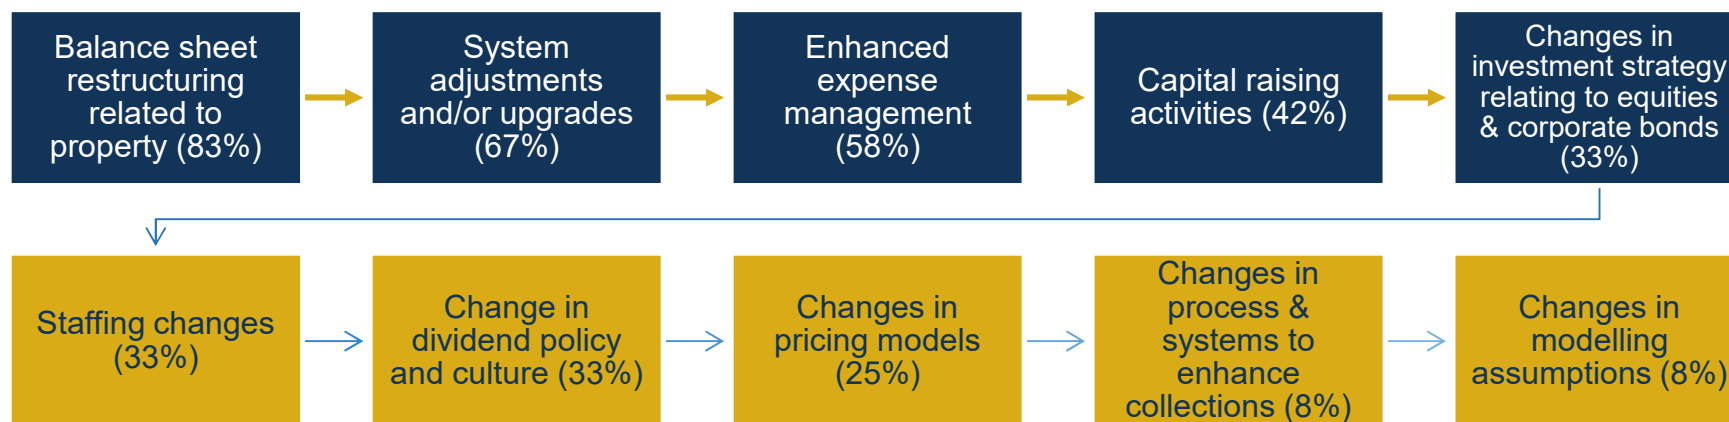 Balance sheet
restructuring
related to
property (83%)
System
adjustments
and/or upgrades
(67%)
Enhanced
expense
management
(58%)
Capital raising
activities (42%)
Changes in
investment strategy
relating to equities
& corporate bonds
(33%)
Staffing changes
(33%)
Change in
dividend policy
and culture (33%)
Changes in
pricing models
(25%)
Changes in
process &
systems to
enhance
collections (8%)
Changes in
modelling
assumptions (8%)